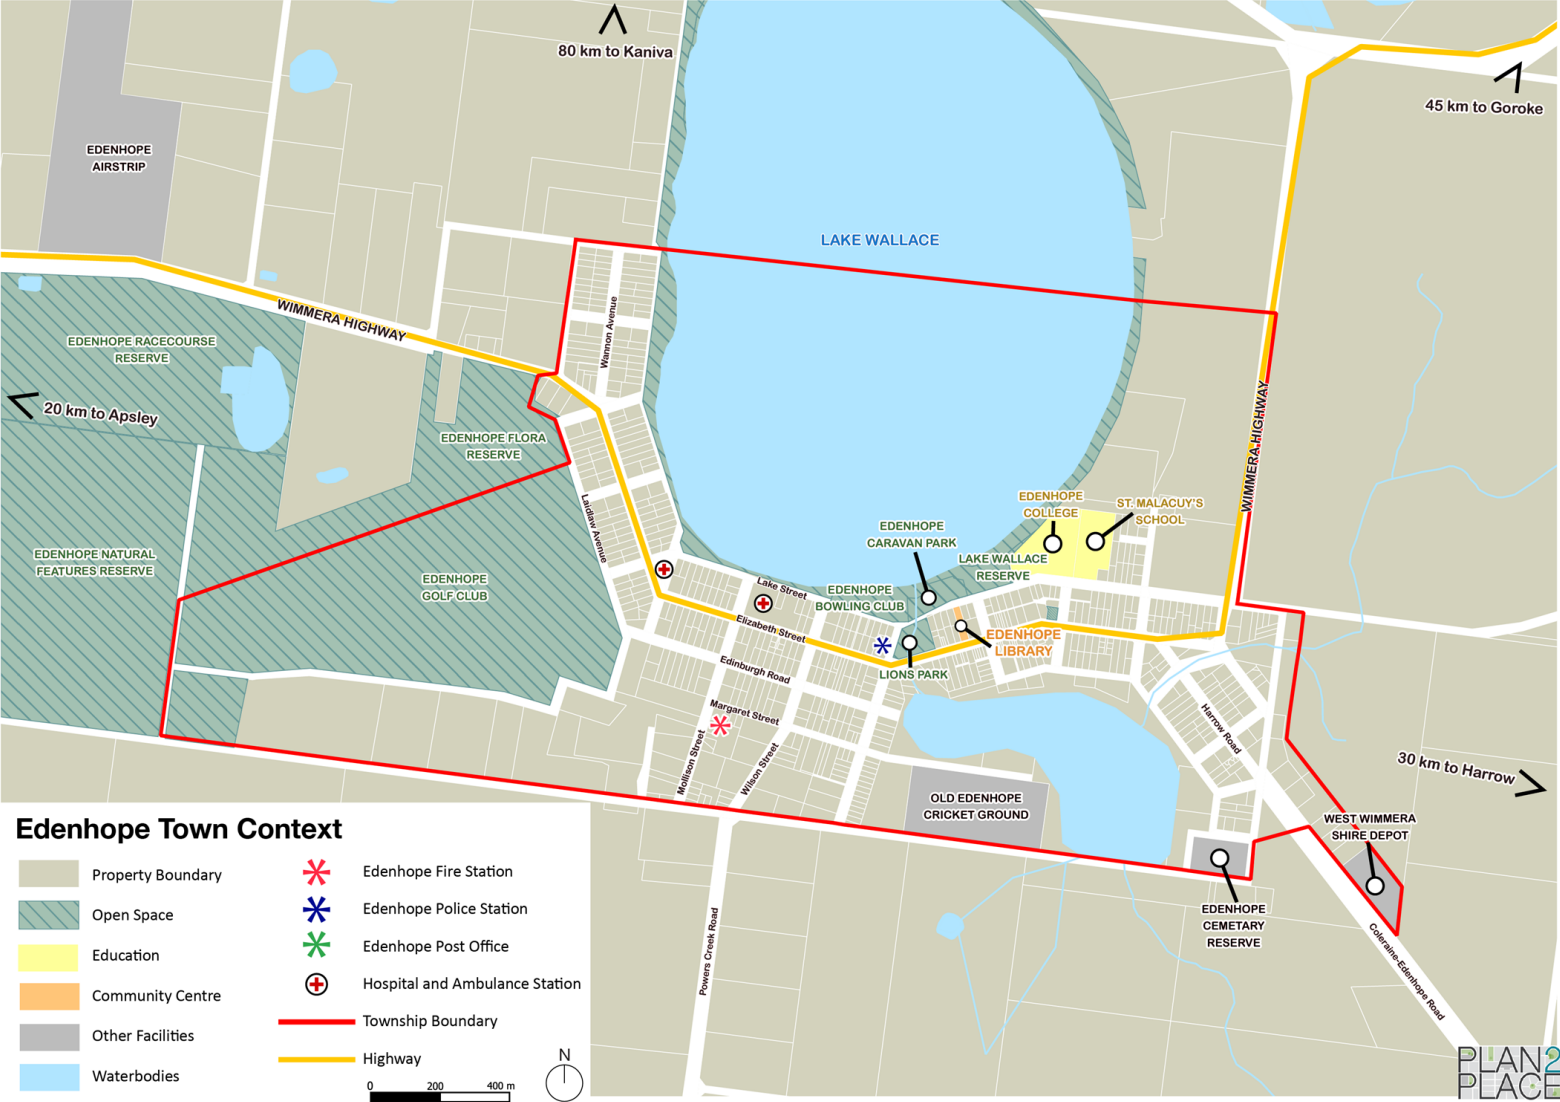 80 km to Kaniva
45 km to Goroke
EDENHOPE
AIRSTRIP
LAKE WALLACE
WIMMERA HIGHWAY
Wannon Avenue
EDENHOPE RACECOURSE
RESERVE
20 km to Apsley
EDENHOPE FLORA
RESERVE
WIMMERA HIGHWAY
EDENHOPE
COLLEGE
ST. MALACUY'S
SCHOOL
Laidlaw Avenue
EDENHOPE
CARAVAN PARK
EDENHOPE NATURAL
FEATURES RESERVE
LAKE WALLACE
RESERVE
EDENHOPE
GOLF CLUB
Lake Street
EDENHOPE
BOWLING CLUB
Elizabeth Street
EDENHOPE
LIBRARY
LIONS PARK
Edinburgh Road
Margaret Street
Harrow Road
Mollison Street
Wilson Street
30 km to Harrow
OLD EDENHOPE
CRICKET GROUND
WEST WIMMERA
SHIRE DEPOT
EDENHOPE
CEMETARY
RESERVE
Powers Creek Road
Coleraine-Edenhope Road
Edenhope Town Context
Property Boundary
Open Space
Education
Community Centre
Other Facilities
Waterbodies
Edenhope Fire Station
Edenhope Police Station
Edenhope Post Office
Hospital and Ambulance Station
Township Boundary
Highway
N
0 200 400 m
PLAN2
PLACE